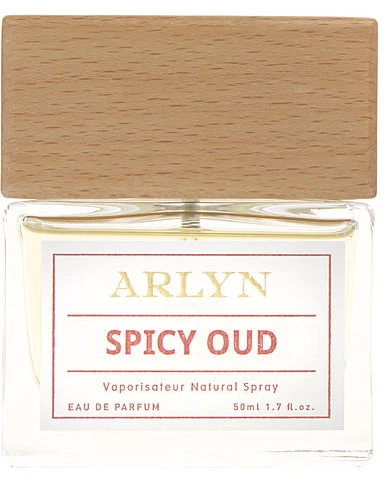 ARLYN
SPICY OUD
Vaporisateur Natural Spray
EAU DE PARFUM 50ml 1.7 fl.oz.